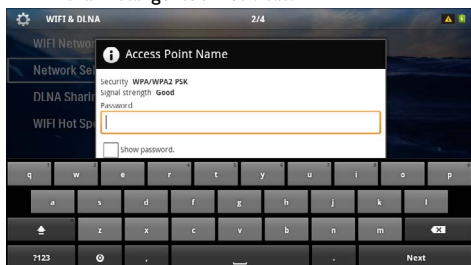 WIFI & DLNA 2/4
WIFI Networ
Access Point Name
Network Se
Security WPA/WPA2 PSK
Signal strength Good
Password
DLNA Sharin
WIFI Hot Sp
Show password.
q w e r t y u i o p
a s d f g h j k l
z x c v b n m
?123 , . Next